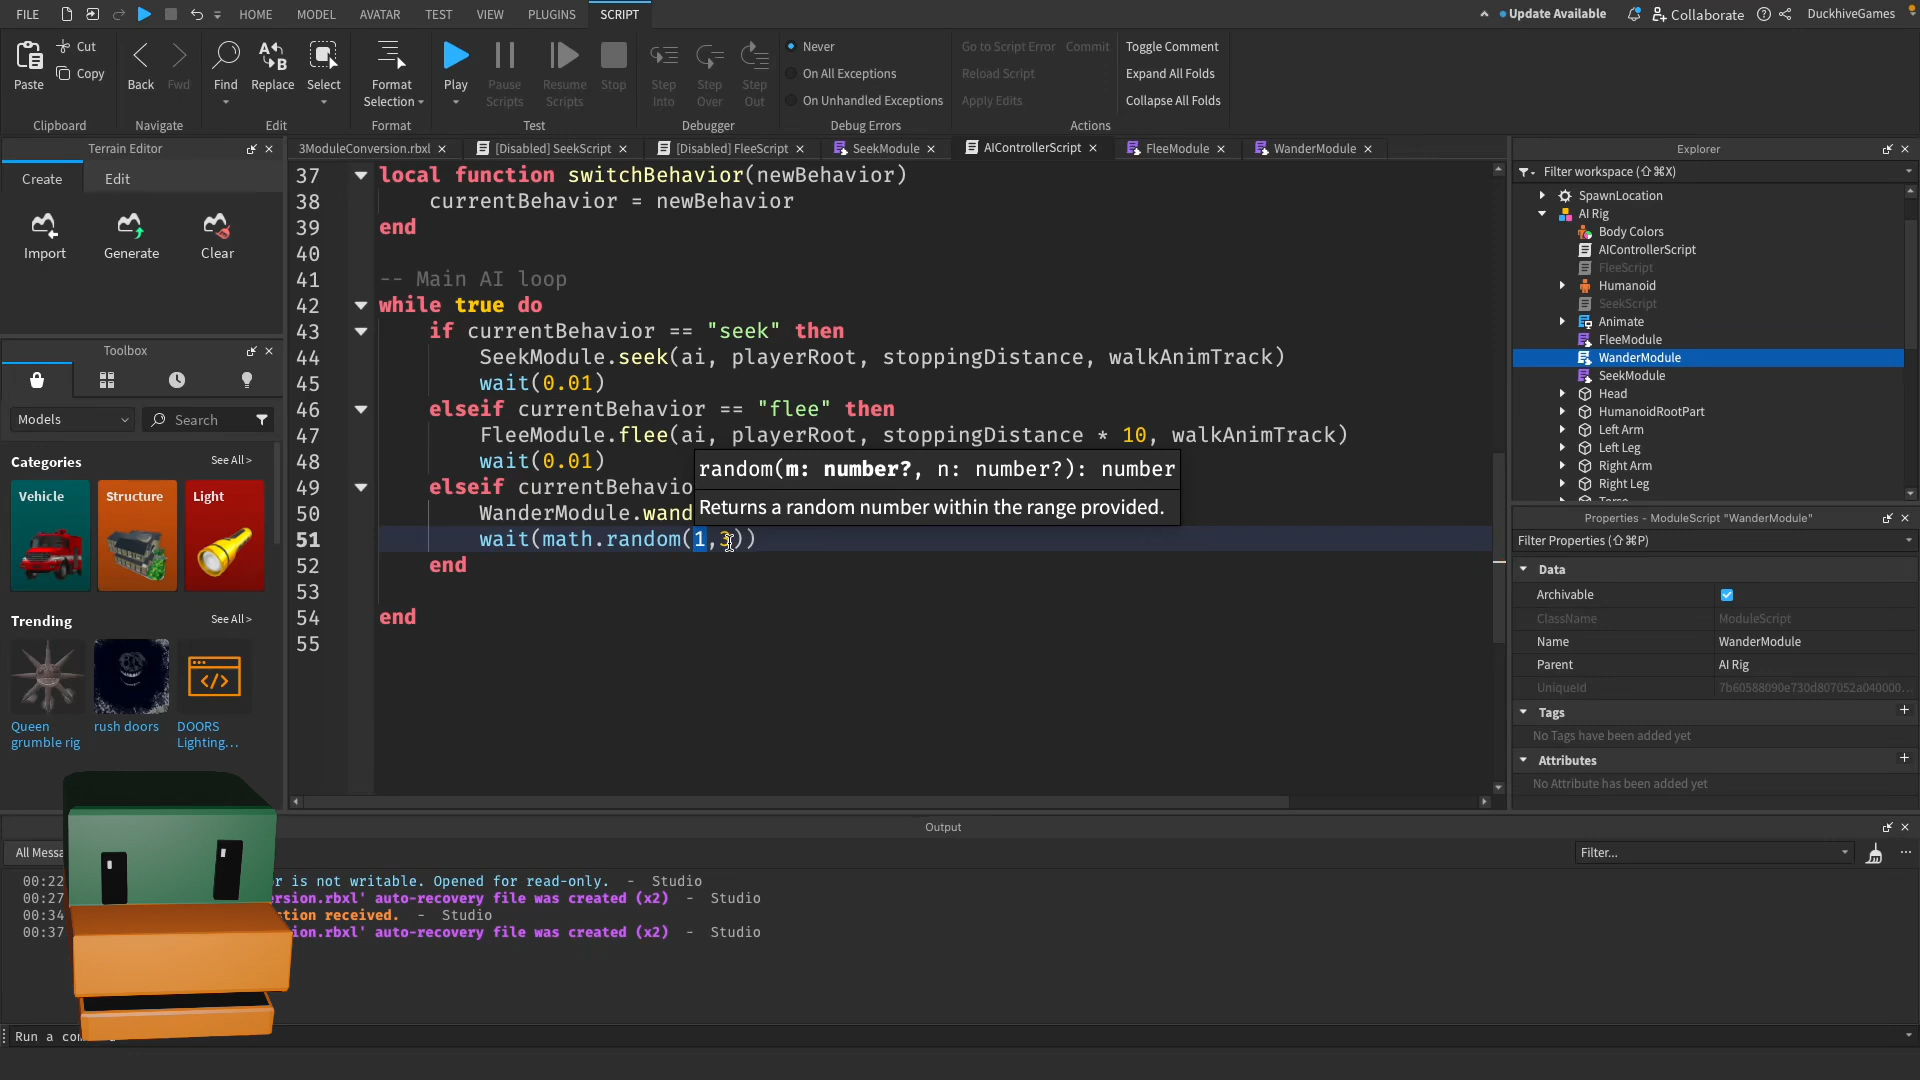 FILE
HOME
MODEL
AVATAR
TEST
VIEW
PLUGINS
SCRIPT
Update Available
Collaborate
DuckhiveGames
Paste
Cut
Copy
Clipboard
Back
Fwd
Navigate
Find
Replace
Select
Edit
Format
Selection
Format
Play
Pause
Scripts
Resume
Scripts
Stop
Test
Step
Into
Step
Over
Step
Out
Debugger
Never
On All Exceptions
On Unhandled Exceptions
Debug Errors
Go to Script Error
Commit
Reload Script
Apply Edits
Toggle Comment
Expand All Folds
Collapse All Folds
Actions
Terrain Editor
Create
Edit
Import
Generate
Clear
Toolbox
Models
Search
Categories
See All >
Vehicle
Structure
Light
Trending
See All >
Queen
grumble rig
rush doors
DOORS
Lighting...
3ModuleConversion.rbxl
[Disabled] SeekScript
[Disabled] FleeScript
SeekModule
AIControllerScript
FleeModule
WanderModule
37 local function switchBehavior(newBehavior)
38 currentBehavior = newBehavior
39 end
40
41 -- Main AI loop
42 while true do
43 if currentBehavior == "seek" then
44 SeekModule.seek(ai, playerRoot, stoppingDistance, walkAnimTrack)
45 wait(0.01)
46 elseif currentBehavior == "flee" then
47 FleeModule.flee(ai, playerRoot, stoppingDistance * 10, walkAnimTrack)
48 wait(0.01)
random(m: number?, n: number?): number
49 elseif currentBehavio
Returns a random number within the range provided.
50 WanderModule.wand
51 wait(math.random(1,3))
52 end
53
54 end
55
Explorer
Filter workspace (⇧⌘X)
SpawnLocation
AI Rig
Body Colors
AIControllerScript
FleeScript
Humanoid
SeekScript
Animate
FleeModule
WanderModule
SeekModule
Head
HumanoidRootPart
Left Arm
Left Leg
Right Arm
Right Leg
Properties - ModuleScript "WanderModule"
Filter Properties (⇧⌘P)
Data
Archivable
ClassName ModuleScript
Name WanderModule
Parent AI Rig
UniqueId 7b60588090e730d807052a040000...
Tags
No Tags have been added yet
Attributes
No Attribute has been added yet
Output
All Messa
Filter...
00:22 r is not writable. Opened for read-only. - Studio
00:27 ersion.rbxl' auto-recovery file was created (x2) - Studio
00:34 tion received. - Studio
00:37 ion.rbxl' auto-recovery file was created (x2) - Studio
Run a co